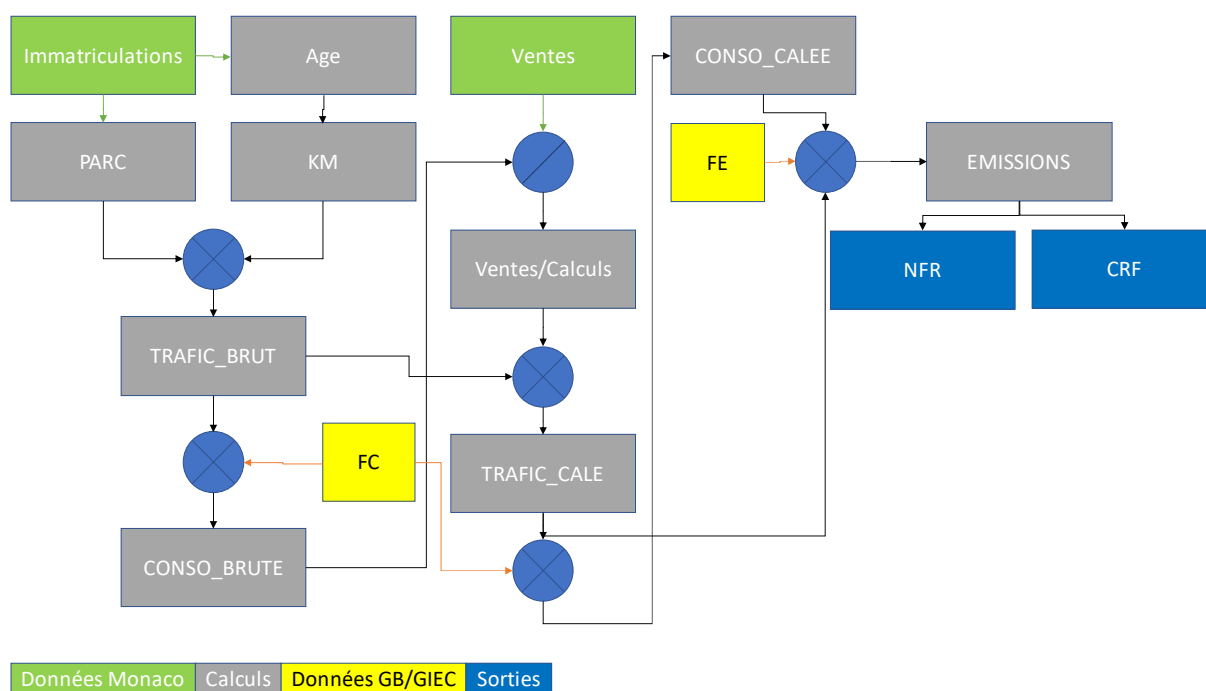 Immatriculations
Age
Ventes
CONSO_CALEE
PARC
KM
FE
EMISSIONS
NFR
CRF
Ventes/Calculs
TRAFIC_BRUT
FC
TRAFIC_CALE
CONSO_BRUTE
Données Monaco
Calculs
Données GB/GIEC
Sorties